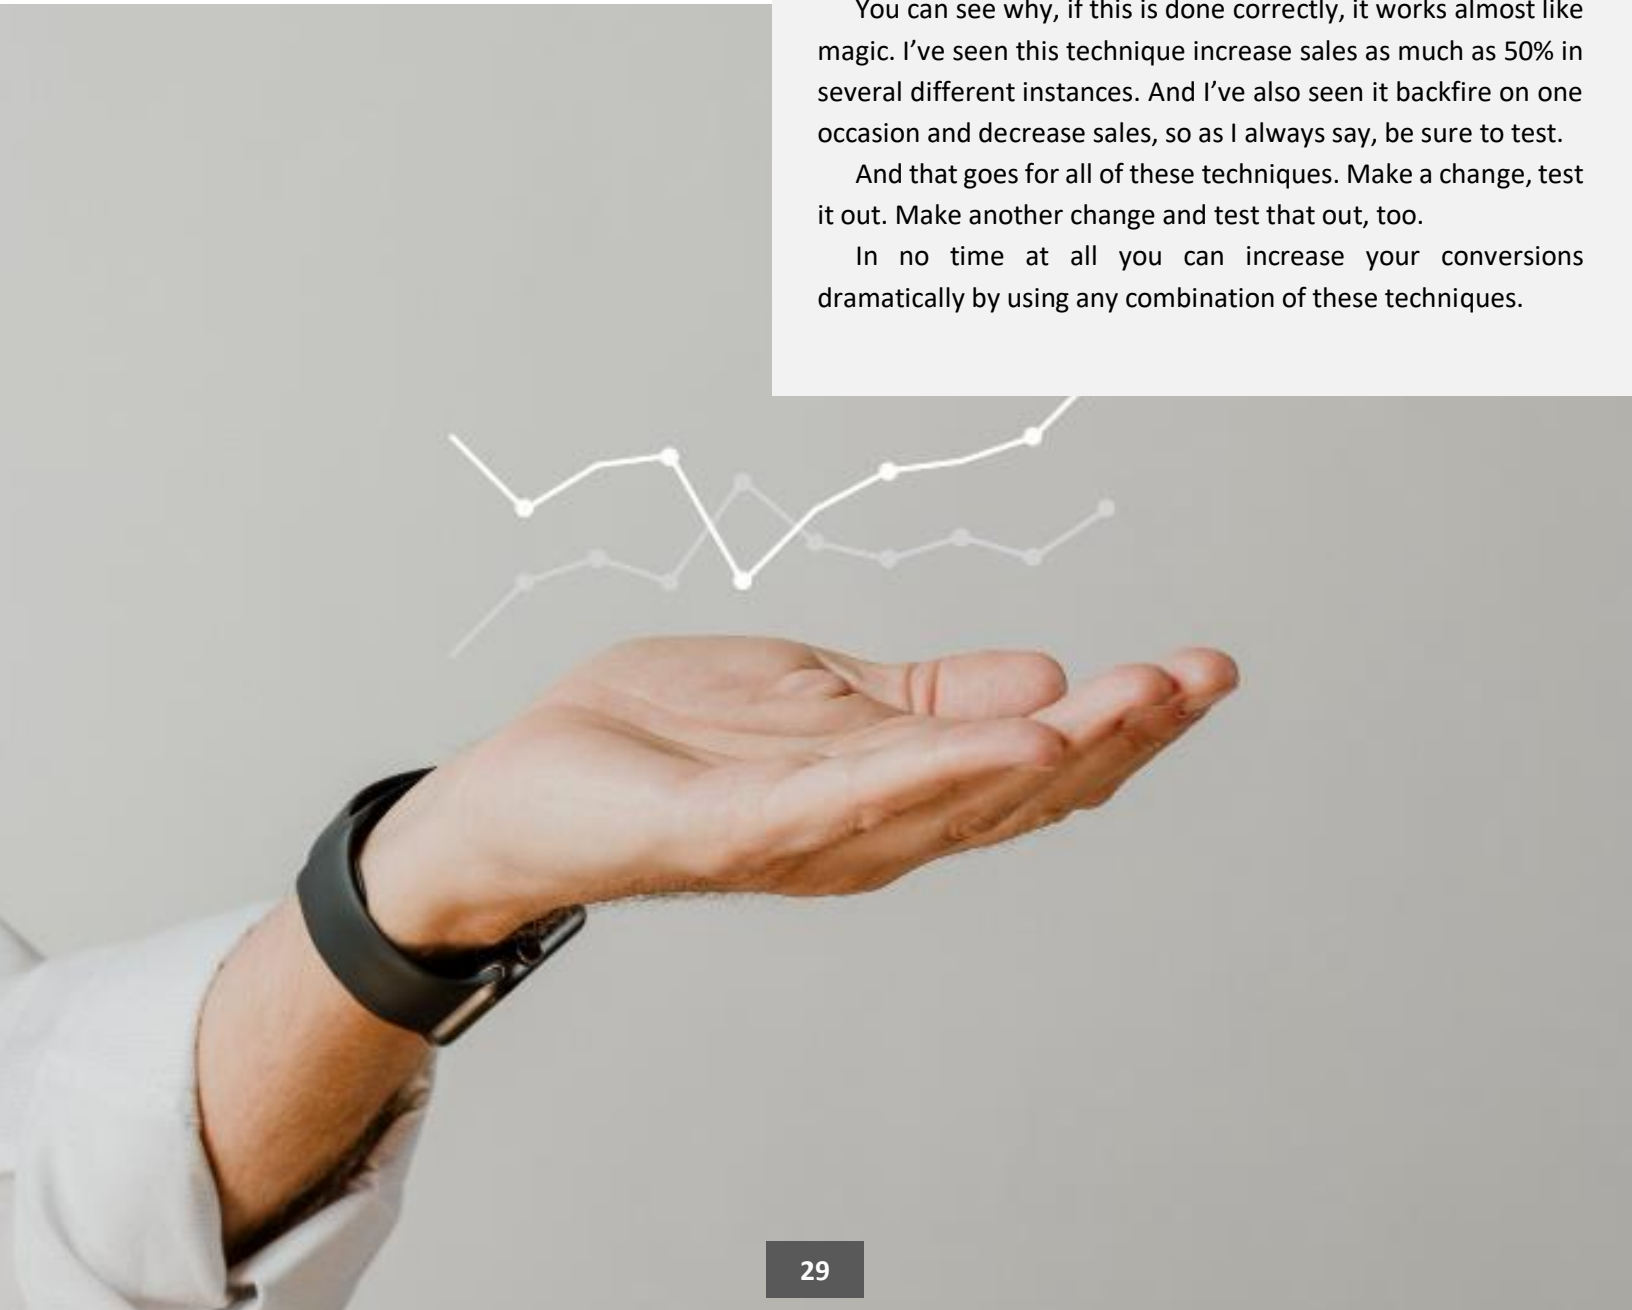 You can see why, if this is done correctly, it works almost like
magic. I’ve seen this technique increase sales as much as 50% in
several different instances. And I’ve also seen it backfire on one
occasion and decrease sales, so as I always say, be sure to test.
And that goes for all of these techniques. Make a change, test
it out. Make another change and test that out, too.
In no time at all you can increase your conversions
dramatically by using any combination of these techniques.
29